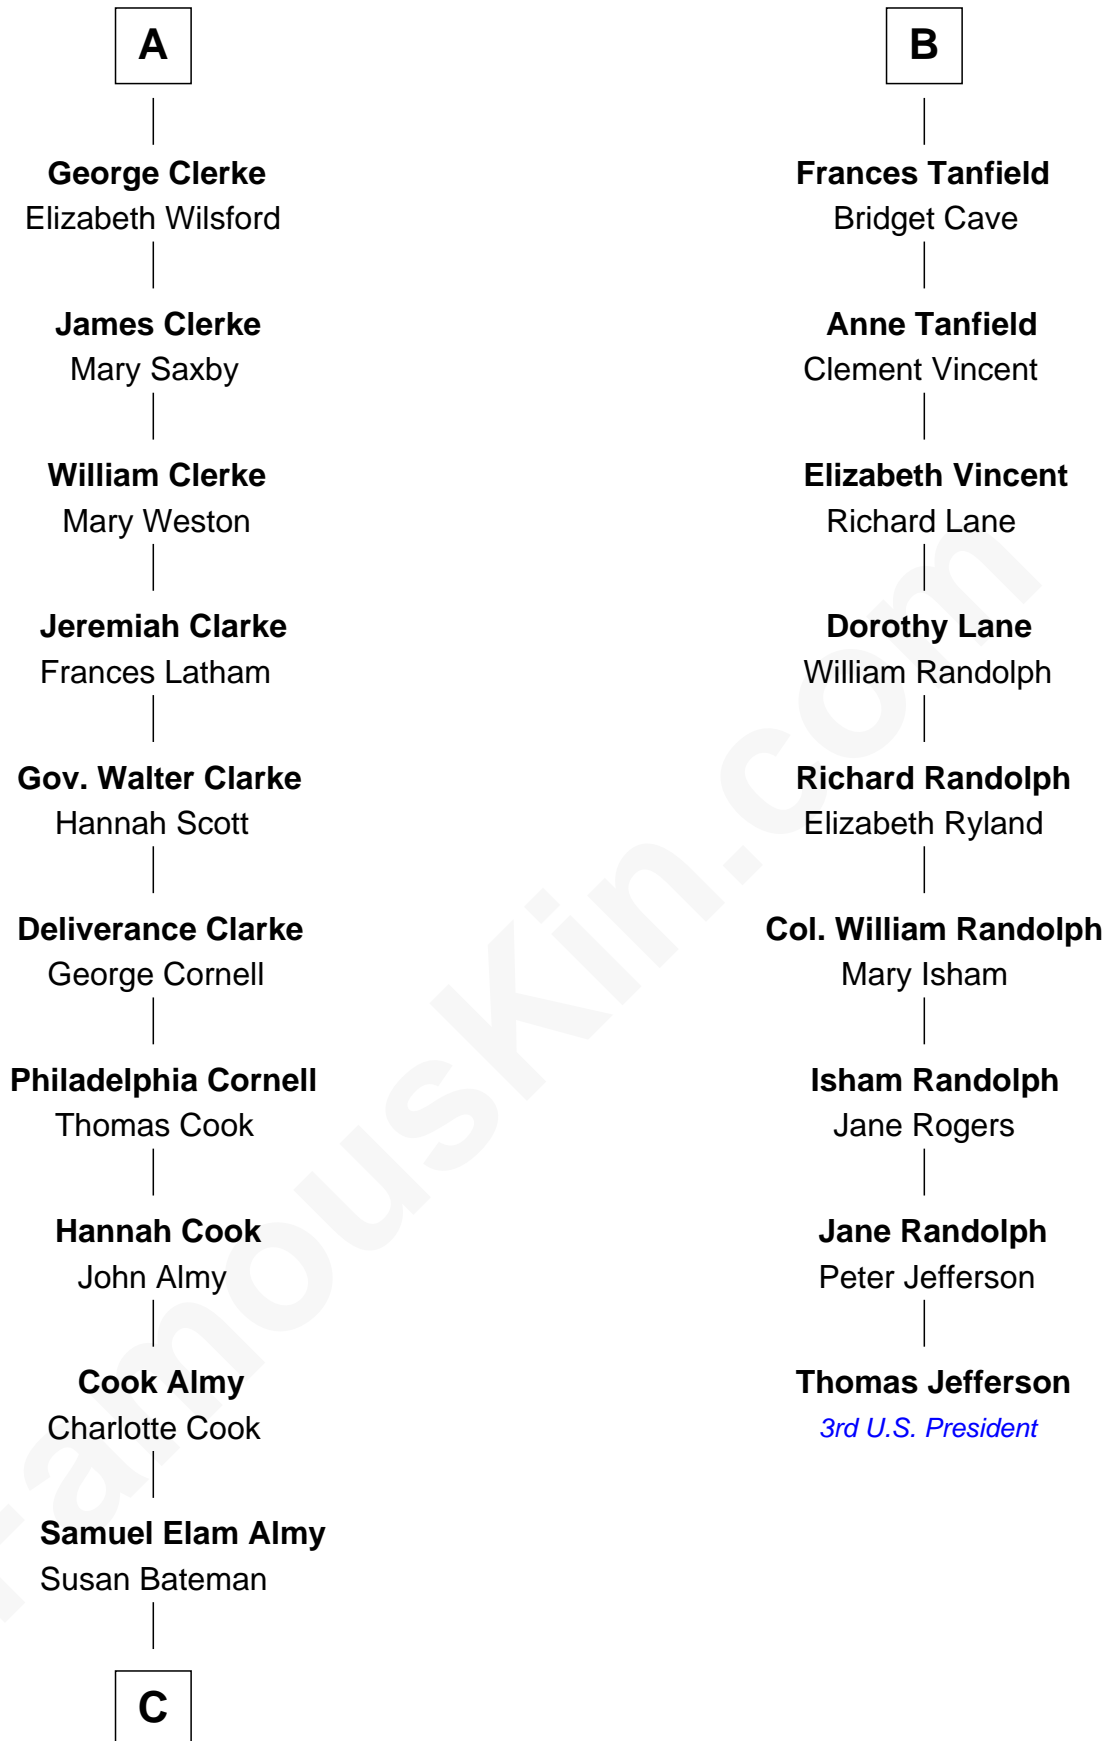 A
George Clerke
Elizabeth Wilsford
James Clerke
Mary Saxby
William Clerke
Mary Weston
Jeremiah Clarke
Frances Latham
Gov. Walter Clarke
Hannah Scott
Deliverance Clarke
George Cornell
Philadelphia Cornell
Thomas Cook
Hannah Cook
John Almy
Cook Almy
Charlotte Cook
Samuel Elam Almy
Susan Bateman
C
B
Frances Tanfield
Bridget Cave
Anne Tanfield
Clement Vincent
Elizabeth Vincent
Richard Lane
Dorothy Lane
William Randolph
Richard Randolph
Elizabeth Ryland
Col. William Randolph
Mary Isham
Isham Randolph
Jane Rogers
Jane Randolph
Peter Jefferson
Thomas Jefferson
3rd U.S. President
FamousKin.com